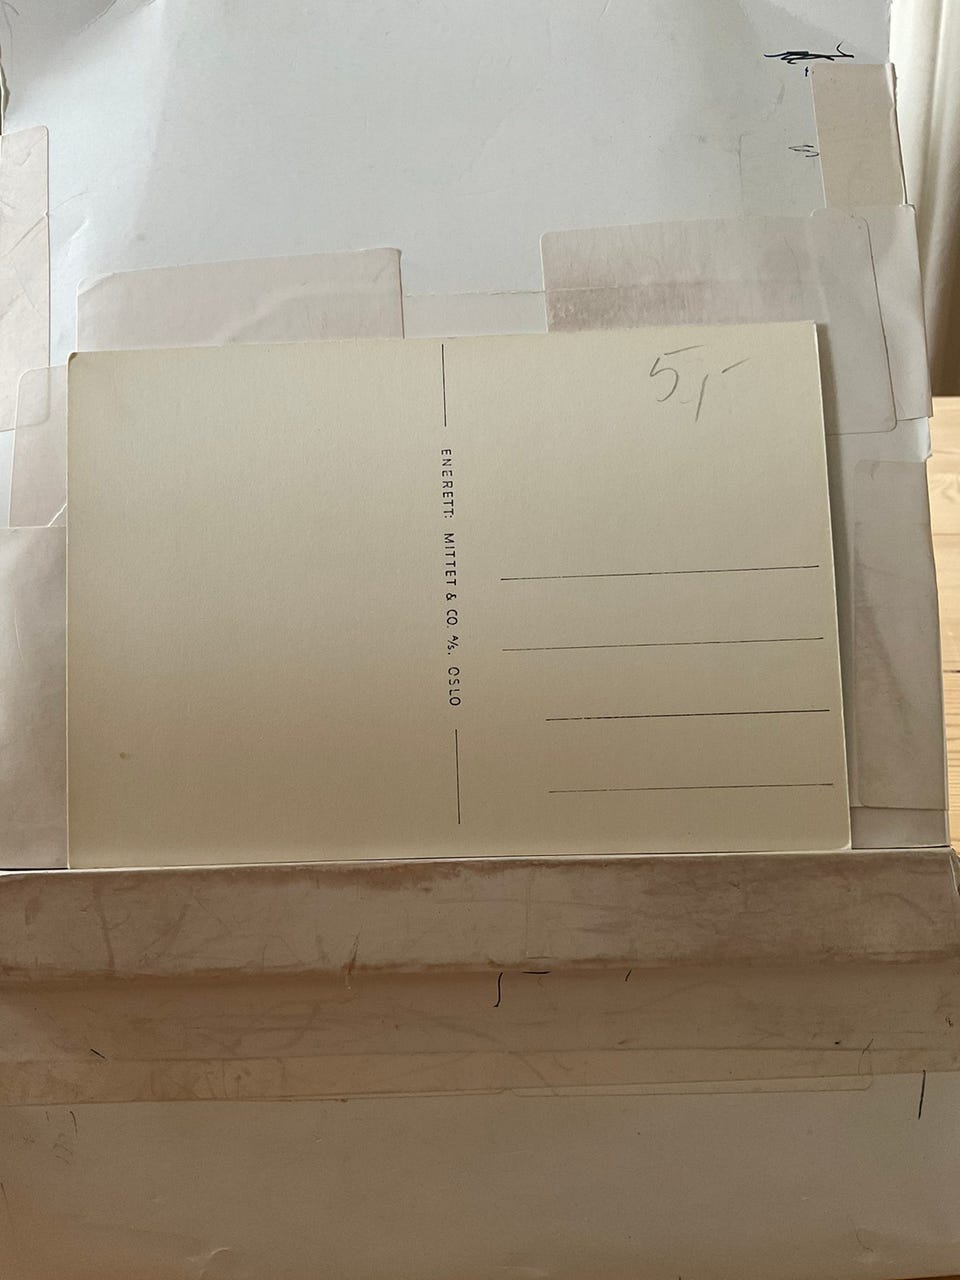 5,-
ENERETT: MITTET & CO. A/S. OSLO